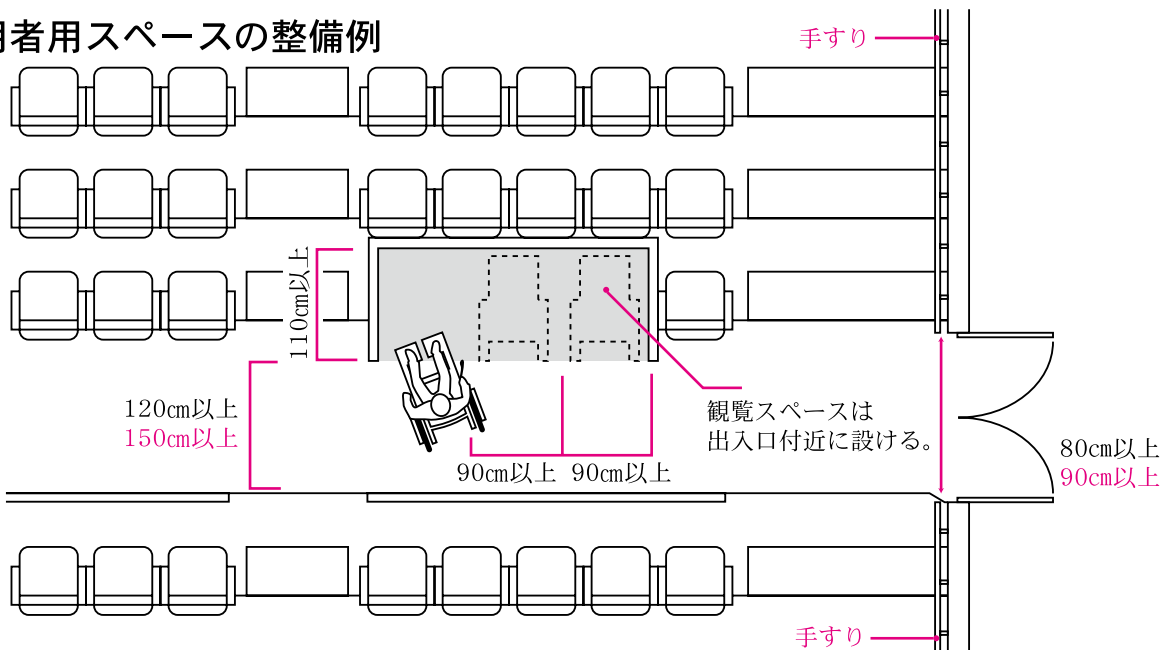 用者用スペースの整備例
手すり
110cm以上
120cm以上
150cm以上
90cm以上 90cm以上
観覧スペースは
出入口付近に設ける。
80cm以上
90cm以上
手すり